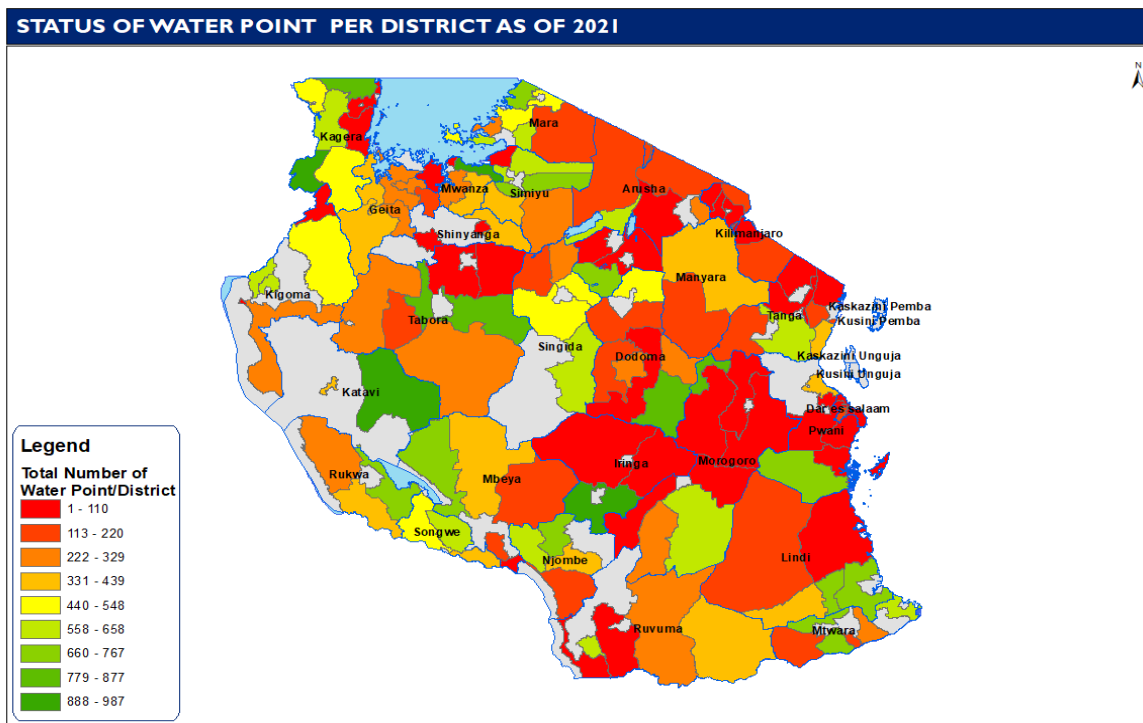 STATUS OF WATER POINT PER DISTRICT AS OF 2021
N
Mara
Kagera
Mwanza
Simiyu
Arusha
Geita
Shinyanga
Kilimanjaro
Manyara
Kigoma
Kaskazini Pemba
Tabora
Tanga
Kusini Pemba
Singida
Dodoma
Kaskazini Unguja
Kusini Unguja
Katavi
Dar es salaam
Pwani
Iringa
Morogoro
Rukwa
Mbeya
Songwe
Njombe
Lindi
Ruvuma
Mtwara
Legend
Total Number of
Water Point/District
1 - 110
113 - 220
222 - 329
331 - 439
440 - 548
558 - 658
660 - 767
779 - 877
888 - 987